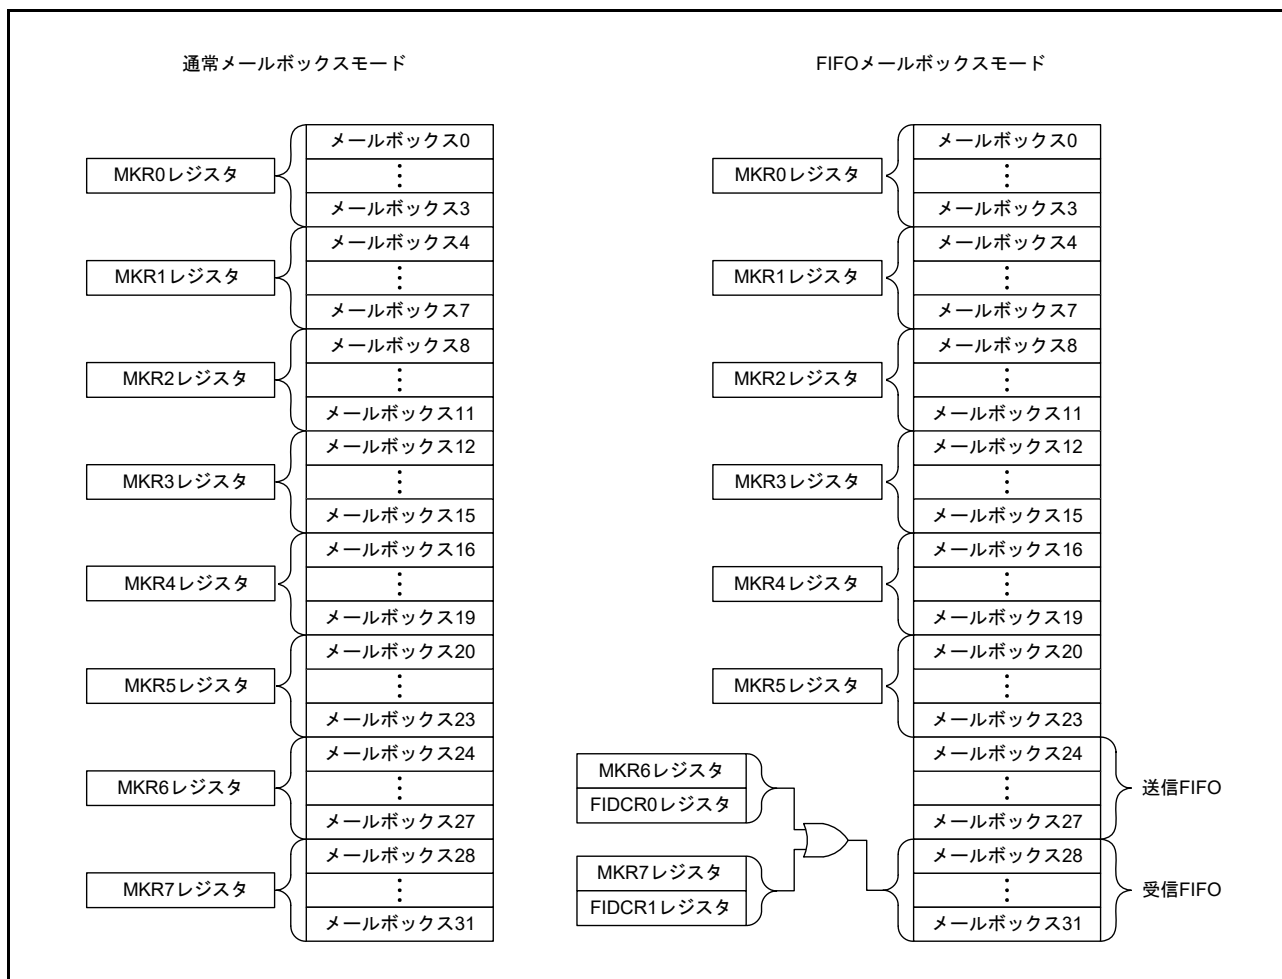 通常メールボックスモード
MKR0レジスタ
メールボックス0
メールボックス3
MKR1レジスタ
メールボックス4
メールボックス7
MKR2レジスタ
メールボックス8
メールボックス11
MKR3レジスタ
メールボックス12
メールボックス15
MKR4レジスタ
メールボックス16
メールボックス19
MKR5レジスタ
メールボックス20
メールボックス23
MKR6レジスタ
メールボックス24
メールボックス27
MKR7レジスタ
メールボックス28
メールボックス31
FIFOメールボックスモード
MKR0レジスタ
メールボックス0
メールボックス3
MKR1レジスタ
メールボックス4
メールボックス7
MKR2レジスタ
メールボックス8
メールボックス11
MKR3レジスタ
メールボックス12
メールボックス15
MKR4レジスタ
メールボックス16
メールボックス19
MKR5レジスタ
メールボックス20
メールボックス23
MKR6レジスタ
FIDCR0レジスタ
メールボックス24
メールボックス27
送信FIFO
MKR7レジスタ
FIDCR1レジスタ
メールボックス28
メールボックス31
受信FIFO